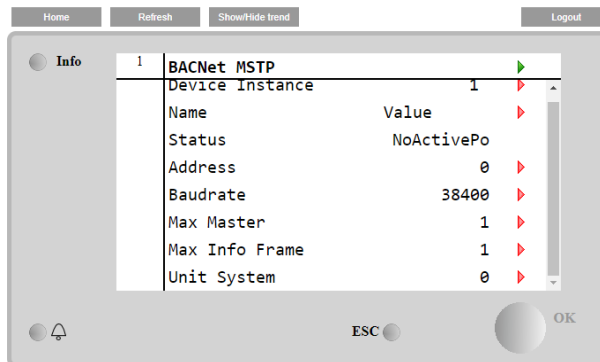 Home Refresh Show/Hide trend Logout
Info
1 BACNet MSTP
Device Instance 1
Name Value
Status NoActivePo
Address 0
Baudrate 38400
Max Master 1
Max Info Frame 1
Unit System 0
ESC
OK